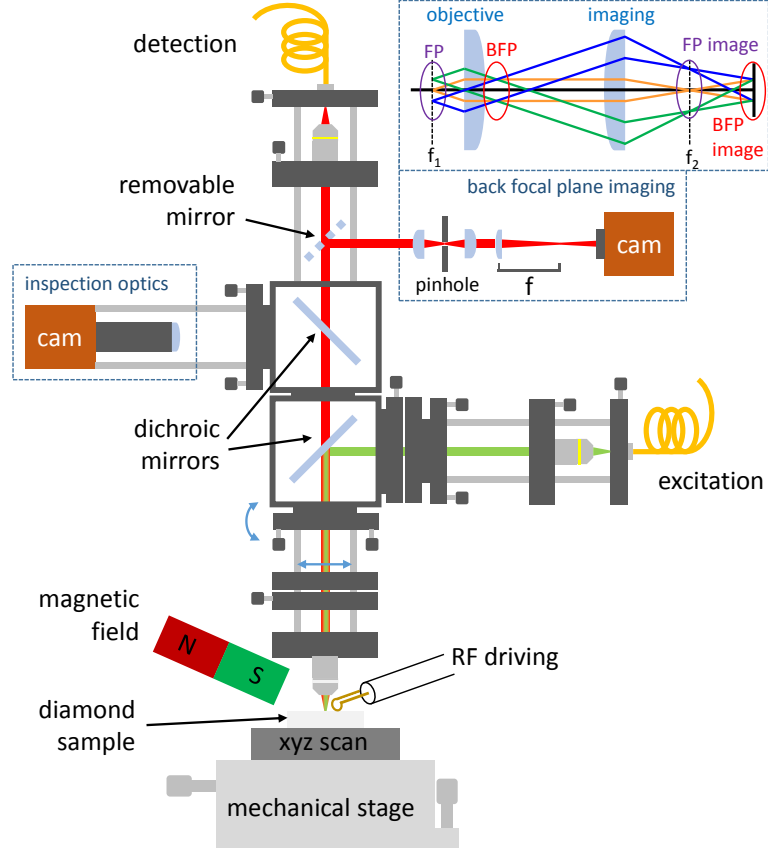 detection
objective
imaging
FP
BFP
FP image
f1
f2
BFP
image
removable
mirror
back focal plane imaging
cam
pinhole
f
inspection optics
cam
dichroic
mirrors
excitation
magnetic
field
N
S
RF driving
diamond
sample
xyz scan
mechanical stage